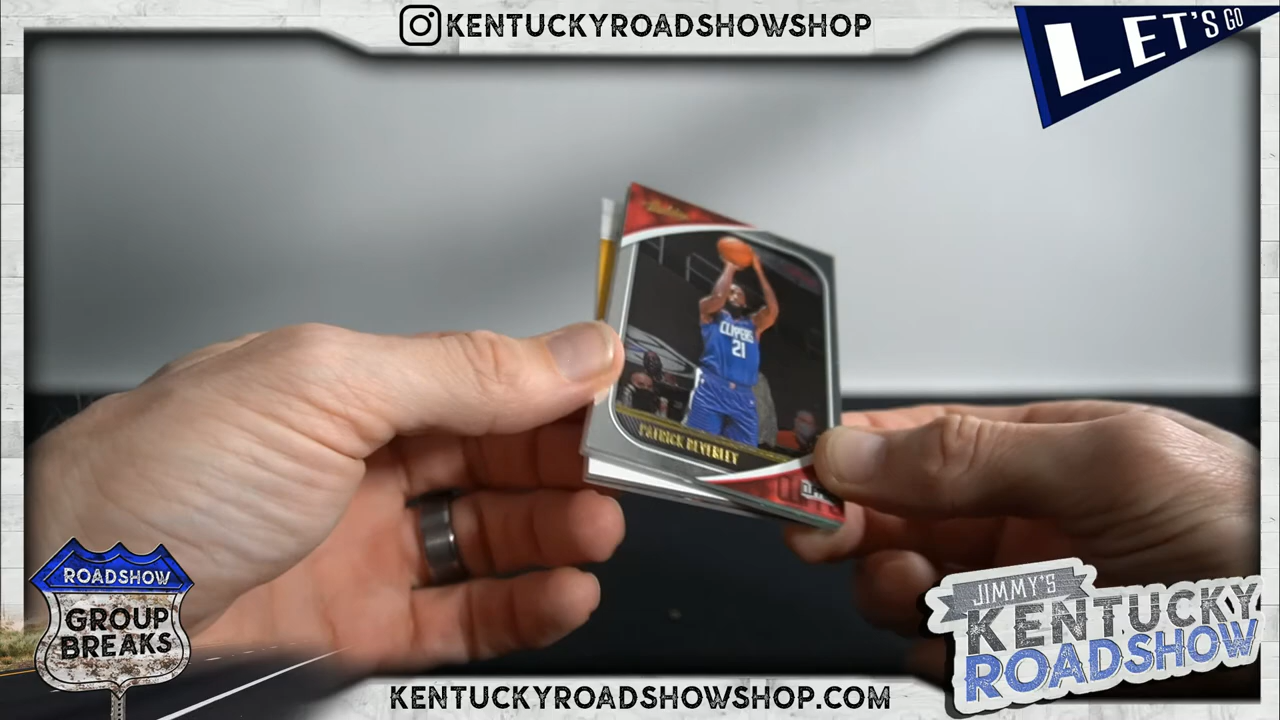 KENTUCKYROADSHOWSHOP
LET'S GO
CLIPPERS
21
PATRICK BEVERLEY
ROADSHOW
GROUP
BREAKS
JIMMY'S
KENTUCKY
ROADSHOW
KENTUCKYROADSHOWSHOP.COM